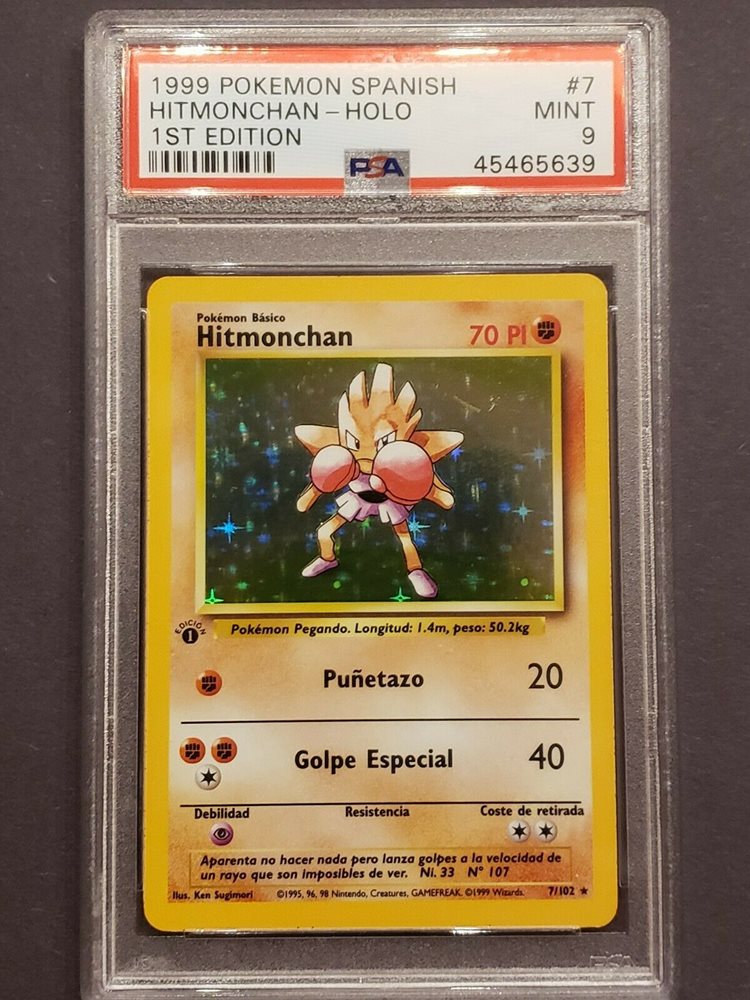 1999 POKEMON SPANISH #7
HITMONCHAN - HOLO MINT
1ST EDITION 9
PSA 45465639
Pokémon Básico
Hitmonchan 70 PI
EDICIÓN
1
Pokémon Pegando. Longitud: 1.4m, peso: 50.2kg
Puñetazo 20
Golpe Especial 40
Debilidad Resistencia Coste de retirada
Aparenta no hacer nada pero lanza golpes a la velocidad de
un rayo que son imposibles de ver. Ni. 33 Nº 107
Ilus. Ken Sugimori ©1995, 96, 98 Nintendo, Creatures, GAMEFREAK. ©1999 Wizards. 7/102 ★
PSA